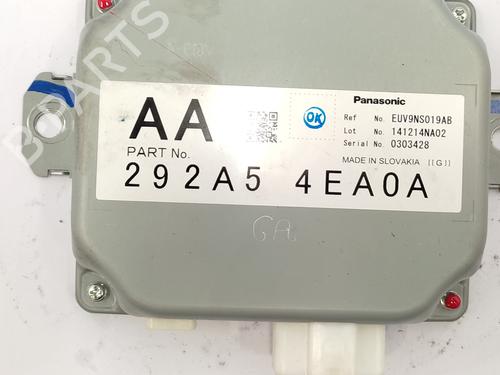 B-PARTS
AA
PART No.
292A5 4EA0A
OK
Panasonic
Ref No. EUV9NS019AB
Lot No. 141214NA02
Serial No. 0303428
MADE IN SLOVAKIA ((G))
GA